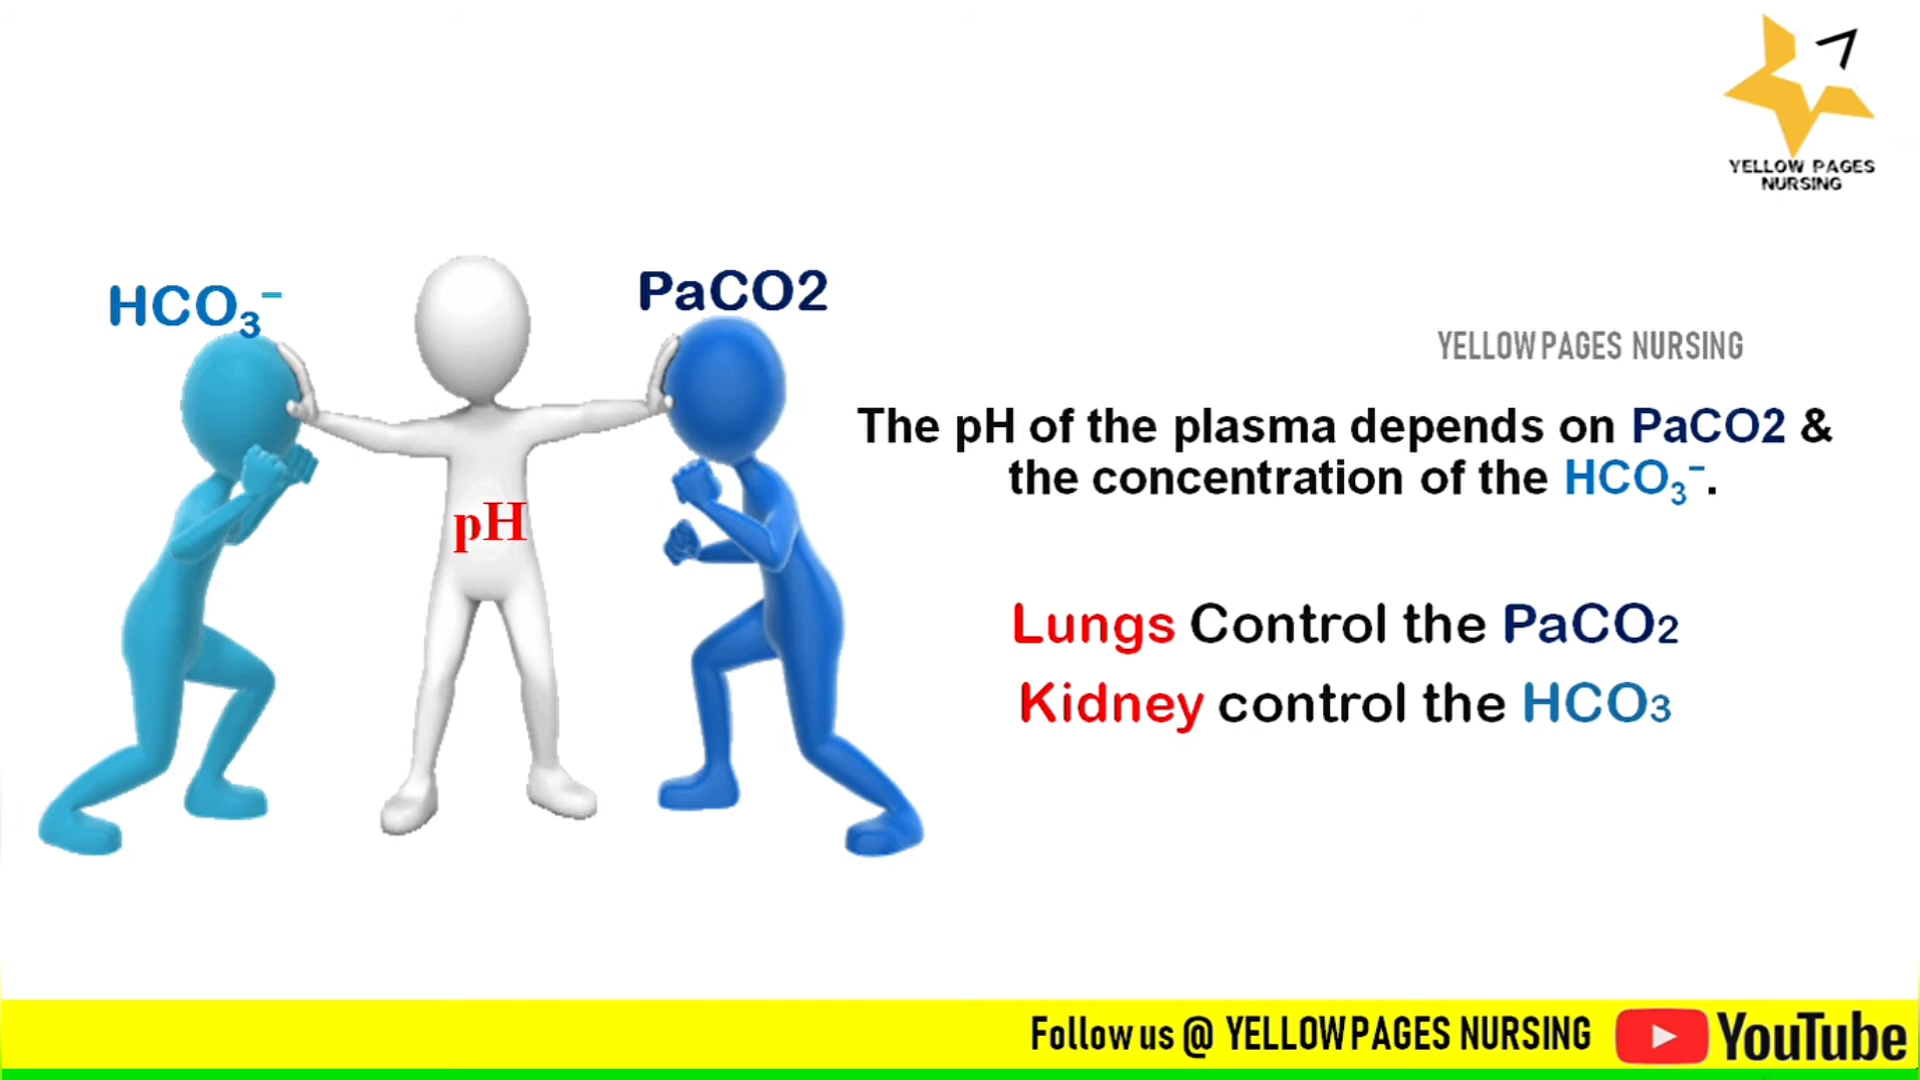 YELLOW PAGES
NURSING
HCO₃⁻
PaCO2
pH
YELLOW PAGES NURSING
The pH of the plasma depends on PaCO2 &
the concentration of the HCO₃⁻.
Lungs Control the PaCO₂
Kidney control the HCO₃
Follow us @ YELLOW PAGES NURSING YouTube